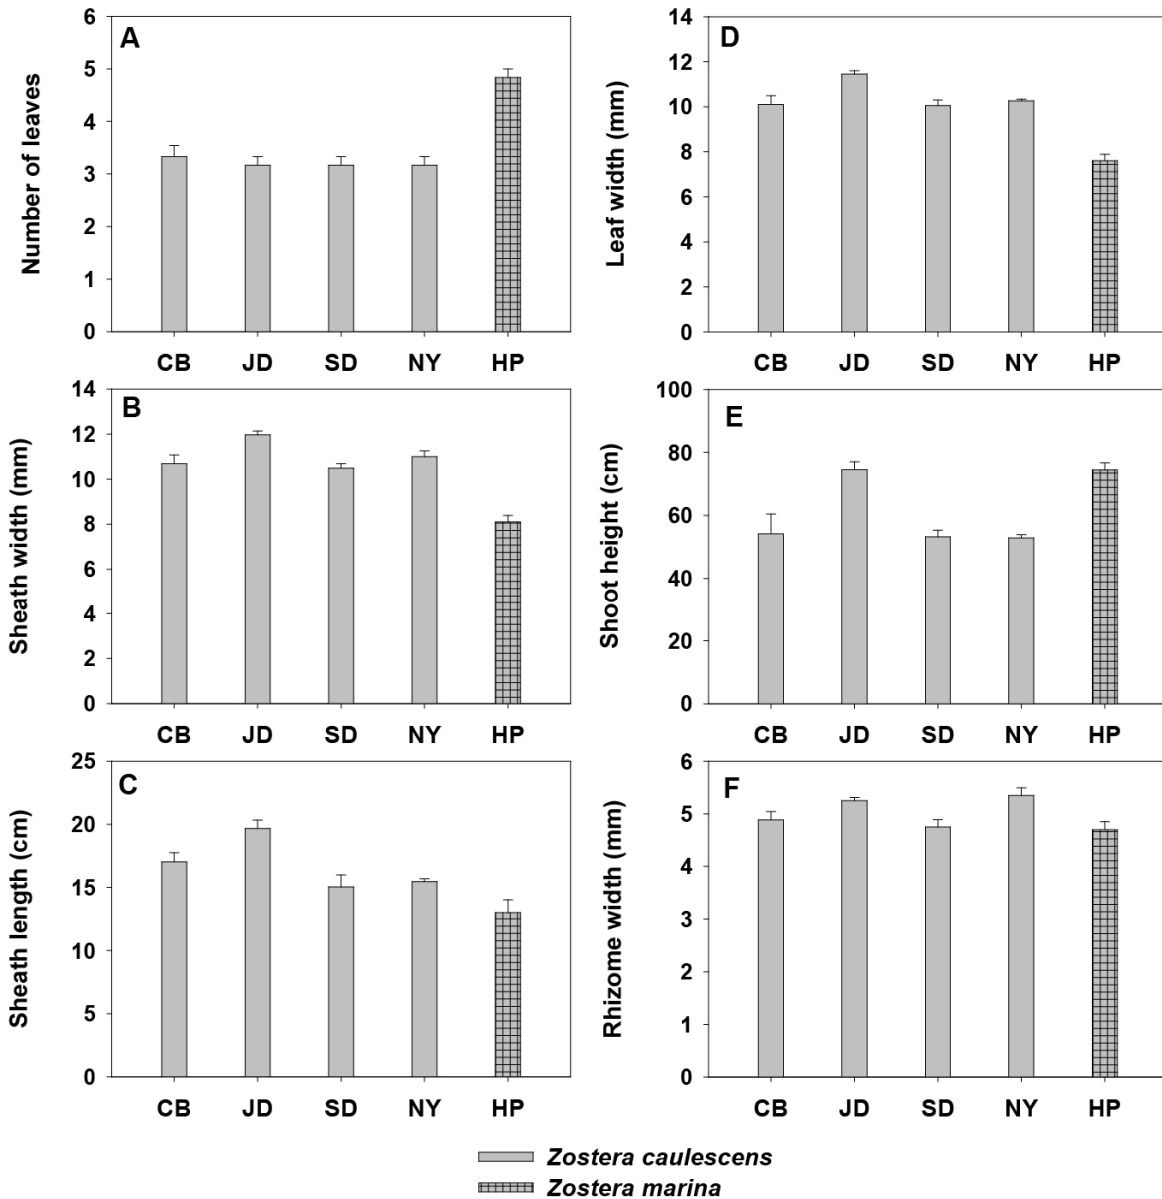 A
Number of leaves
6
5
4
3
2
1
0
CB JD SD NY HP
D
Leaf width (mm)
14
12
10
8
6
4
2
0
CB JD SD NY HP
B
Sheath width (mm)
14
12
10
8
6
4
2
0
CB JD SD NY HP
E
Shoot height (cm)
100
80
60
40
20
0
CB JD SD NY HP
C
Sheath length (cm)
25
20
15
10
5
0
CB JD SD NY HP
F
Rhizome width (mm)
6
5
4
3
2
1
0
CB JD SD NY HP
Zostera caulescens
Zostera marina